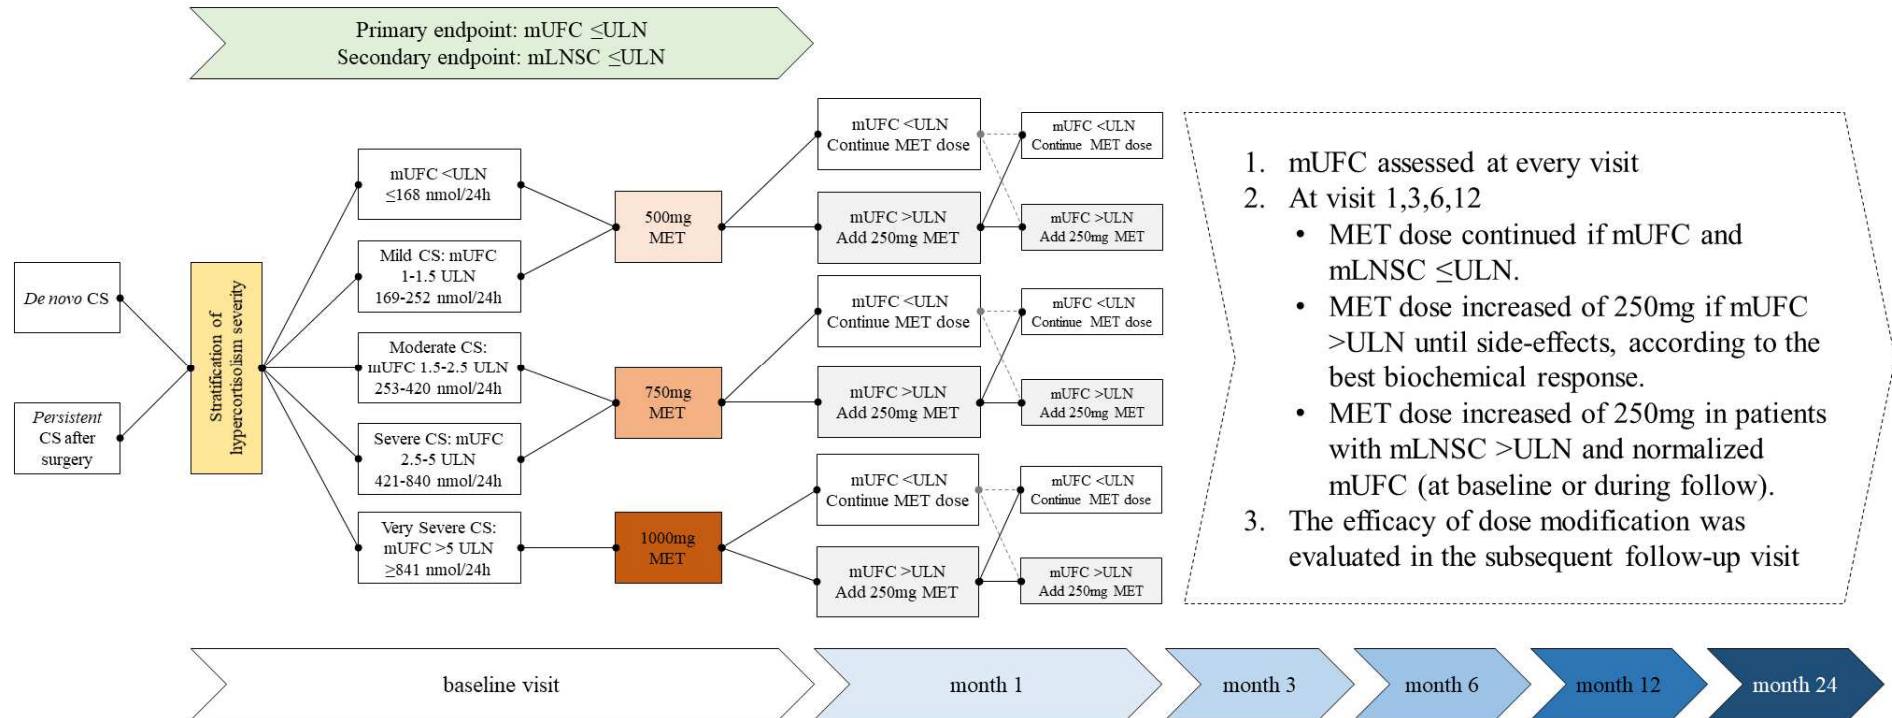 Primary endpoint: mUFC ≤ULN
Secondary endpoint: mLNSC ≤ULN
De novo CS
Persistent
CS after
surgery
Stratification of
hypercortisolism severity
mUFC <ULN
≤168 nmol/24h
Mild CS: mUFC
1-1.5 ULN
169-252 nmol/24h
Moderate CS:
mUFC 1.5-2.5 ULN
253-420 nmol/24h
Severe CS: mUFC
2.5-5 ULN
421-840 nmol/24h
Very Severe CS:
mUFC >5 ULN
≥841 nmol/24h
500mg
MET
750mg
MET
1000mg
MET
mUFC <ULN
Continue MET dose
mUFC >ULN
Add 250mg MET
mUFC <ULN
Continue MET dose
mUFC >ULN
Add 250mg MET
mUFC <ULN
Continue MET dose
mUFC >ULN
Add 250mg MET
mUFC <ULN
Continue MET dose
mUFC >ULN
Add 250mg MET
mUFC <ULN
Continue MET dose
mUFC >ULN
Add 250mg MET
mUFC <ULN
Continue MET dose
mUFC >ULN
Add 250mg MET
1. mUFC assessed at every visit
2. At visit 1,3,6,12
• MET dose continued if mUFC and
mLNSC ≤ULN.
• MET dose increased of 250mg if mUFC
>ULN until side-effects, according to the
best biochemical response.
• MET dose increased of 250mg in patients
with mLNSC >ULN and normalized
mUFC (at baseline or during follow).
3. The efficacy of dose modification was
evaluated in the subsequent follow-up visit
baseline visit
month 1
month 3
month 6
month 12
month 24